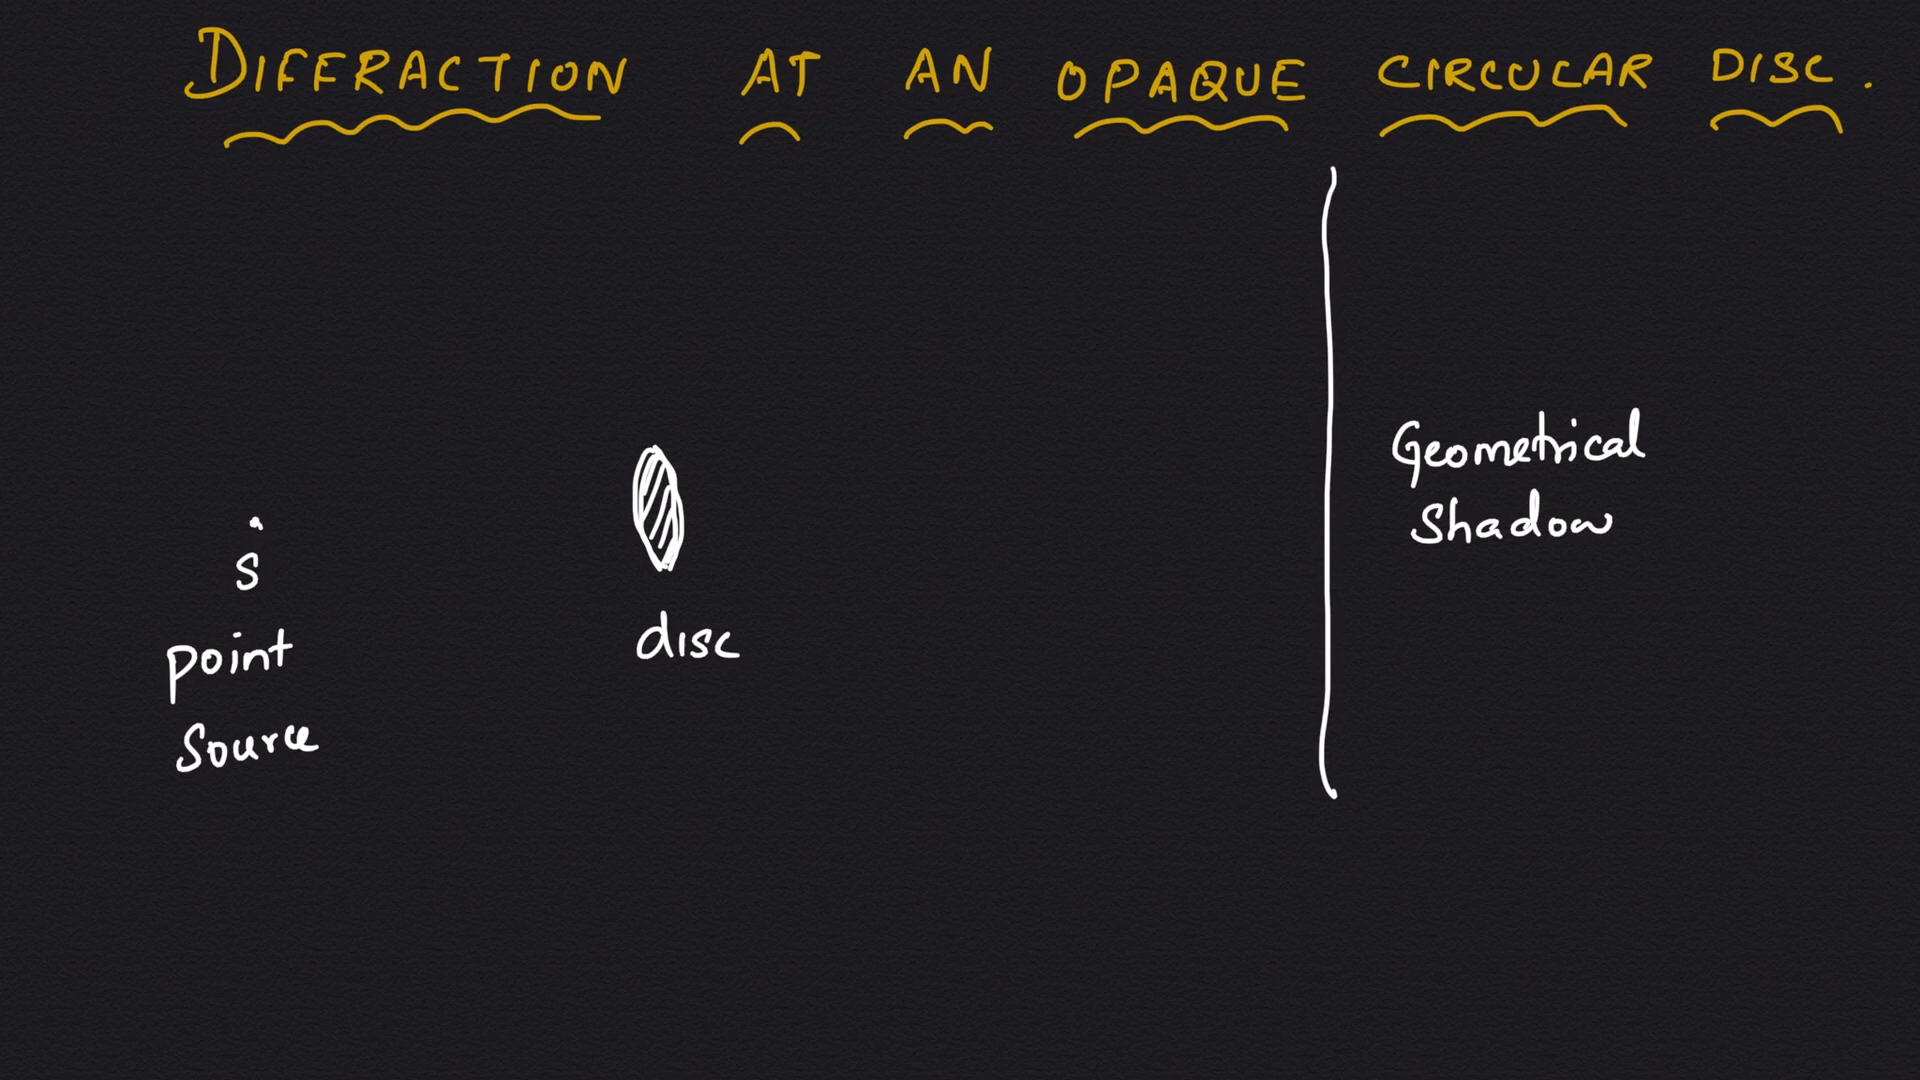 DIFFRACTION AT AN OPAQUE CIRCULAR DISC.
Geometrical
Shadow
S
point
source
disc